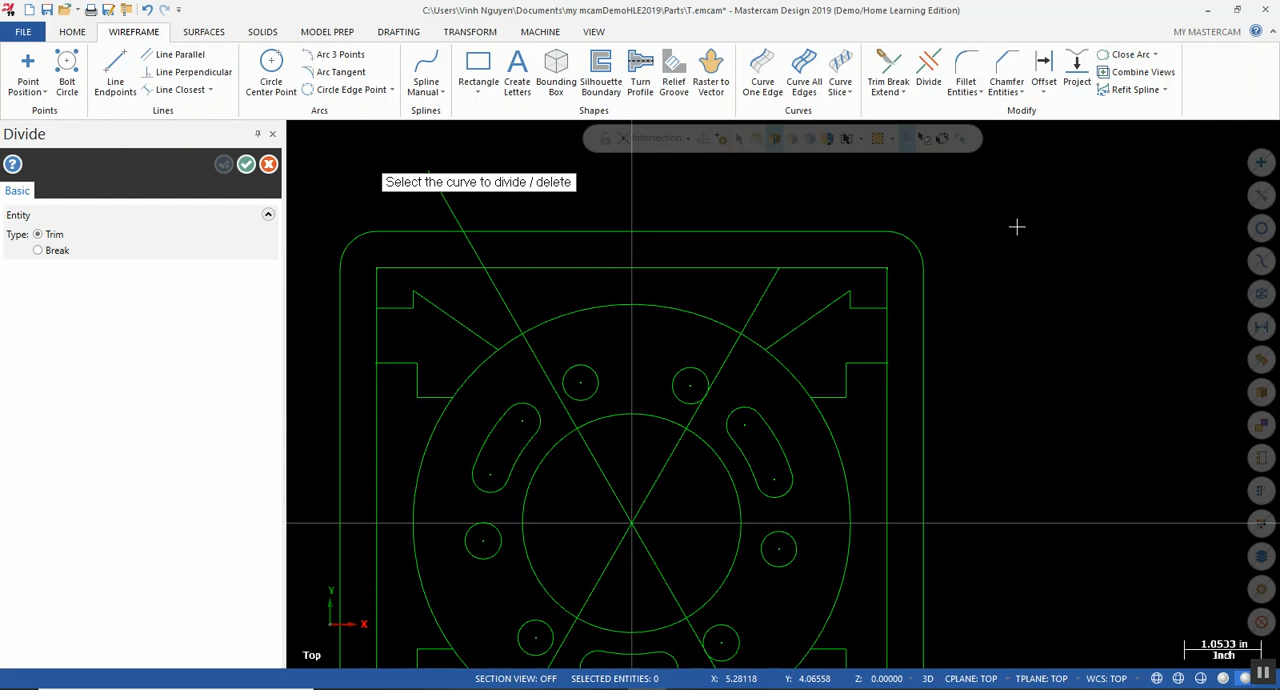 C:\Users\Vinh Nguyen\Documents\my mcamDemoHLE2019\Parts\T.emcam* - Mastercam Design 2019 (Demo/Home Learning Edition)
FILE HOME WIREFRAME SURFACES SOLIDS MODEL PREP DRAFTING TRANSFORM MACHINE VIEW MY MASTERCAM
Point Position
Bolt Circle
Points
Line Endpoints
Line Parallel
Line Perpendicular
Line Closest
Lines
Circle Center Point
Arc 3 Points
Arc Tangent
Circle Edge Point
Arcs
Spline Manual
Splines
Rectangle
Create Letters
Bounding Box
Silhouette Boundary
Turn Profile
Relief Groove
Raster to Vector
Shapes
Curve One Edge
Curve All Edges
Curve Slice
Curves
Trim Break Extend
Divide
Fillet Entities
Chamfer Entities
Offset
Project
Close Arc
Combine Views
Refit Spline
Modify
Divide
Basic
Entity
Type: Trim
Break
Intersection
Select the curve to divide / delete
Y
X
Top
1.0533 in
Inch
SECTION VIEW: OFF SELECTED ENTITIES: 0 X: 5.28118 Y: 4.06558 Z: 0.00000 3D CPLANE: TOP TPLANE: TOP WCS: TOP